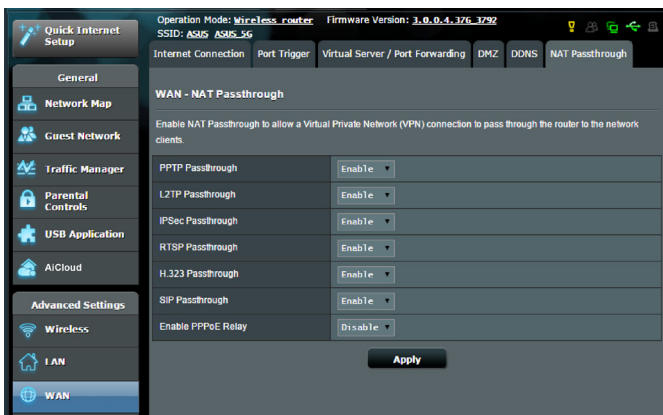 Quick Internet
Setup
Operation Mode: Wireless router Firmware Version: 3.0.0.4.376_3792
SSID: ASUS ASUS_5G
Internet Connection Port Trigger Virtual Server / Port Forwarding DMZ DDNS NAT Passthrough
General
Network Map
Guest Network
Traffic Manager
Parental
Controls
USB Application
AiCloud
Advanced Settings
Wireless
LAN
WAN
WAN - NAT Passthrough
Enable NAT Passthrough to allow a Virtual Private Network (VPN) connection to pass through the router to the network
clients.
PPTP Passthrough Enable
L2TP Passthrough Enable
IPSec Passthrough Enable
RTSP Passthrough Enable
H.323 Passthrough Enable
SIP Passthrough Enable
Enable PPPoE Relay Disable
Apply